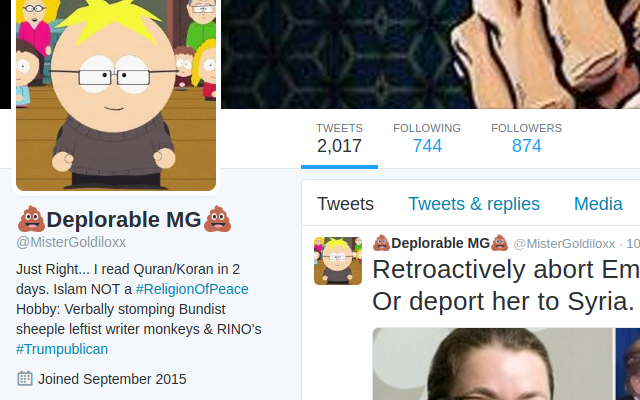 TWEETS FOLLOWING FOLLOWERS
2,017 744 874
Tweets Tweets & replies Media
💩Deplorable MG💩
@MisterGoldiloxx
Just Right... I read Quran/Koran in 2
days. Islam NOT a #ReligionOfPeace
Hobby: Verbally stomping Bundist
sheeple leftist writer monkeys & RINO's
#Trumpublican
Joined September 2015
💩Deplorable MG💩 @MisterGoldiloxx · 10
Retroactively abort Em
Or deport her to Syria.